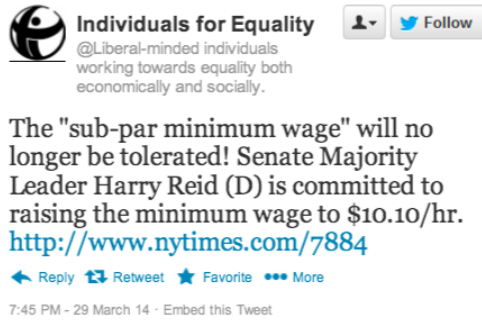 Individuals for Equality
Follow
@Liberal-minded individuals
working towards equality both
economically and socially.
The "sub-par minimum wage" will no
longer be tolerated! Senate Majority
Leader Harry Reid (D) is committed to
raising the minimum wage to $10.10/hr.
http://www.nytimes.com/7884
Reply Retweet Favorite More
7:45 PM - 29 March 14 · Embed this Tweet